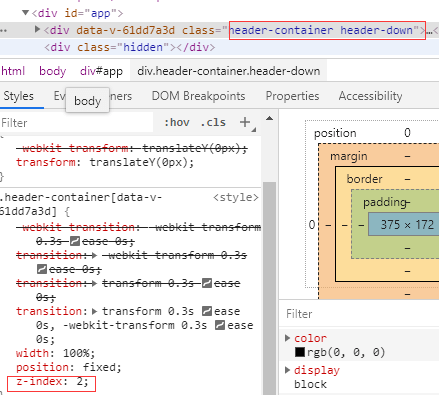 ▼<div id="app">
▶<div data-v-61dd7a3d class="header-container header-down">…<
<div class="hidden"></div>
html body div#app div.header-container.header-down
Styles Ev ners DOM Breakpoints Properties Accessibility
body
Filter :hov .cls +
-webkit-transform: translateY(0px);
transform: translateY(0px);
}
.header-container[data-v- <style>
61dd7a3d] {
-webkit-transition: -webkit-transform
0.3s ease 0s;
transition:▶ -webkit-transform 0.3s
ease 0s;
transition:▶ transform 0.3s ease
0s;
transition:▶ transform 0.3s ease
0s, -webkit-transform 0.3s ease
0s;
width: 100%;
position: fixed;
z-index: 2;
}
position 0
margin –
border –
padding –
0 – – 375 × 172
–
–
–
Filter
▶ color
rgb(0, 0, 0)
▶ display
block